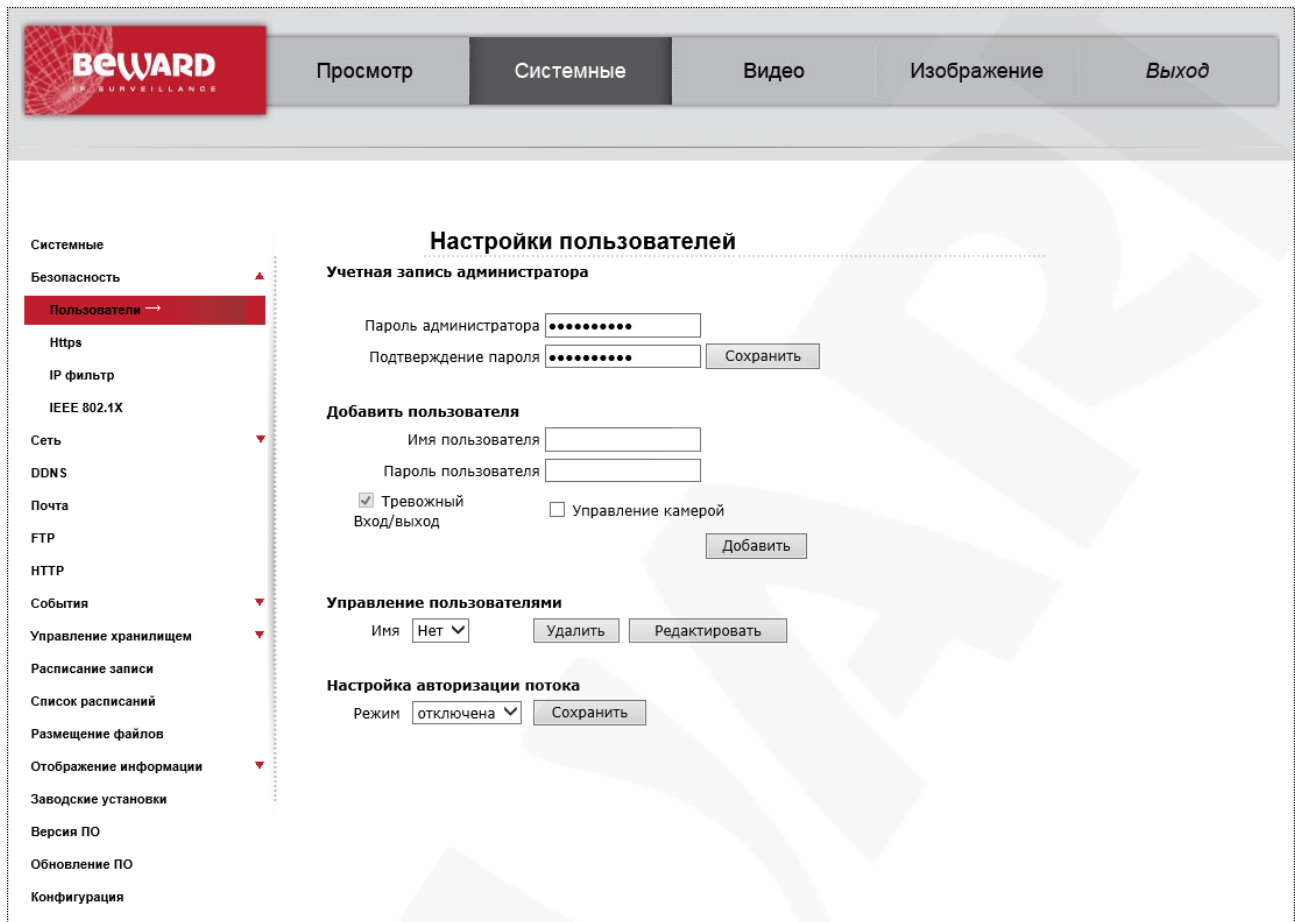 BEWARD
IP SURVEILLANCE
Просмотр
Системные
Видео
Изображение
Выход
Системные
Безопасность
Пользователи →
Https
IP фильтр
IEEE 802.1X
Сеть
DDNS
Почта
FTP
HTTP
События
Управление хранилищем
Расписание записи
Список расписаний
Размещение файлов
Отображение информации
Заводские установки
Версия ПО
Обновление ПО
Конфигурация
Настройки пользователей
Учетная запись администратора
Пароль администратора ●●●●●●●●●●
Подтверждение пароля ●●●●●●●●●● Сохранить
Добавить пользователя
Имя пользователя
Пароль пользователя
Тревожный
Вход/выход
Управление камерой
Добавить
Управление пользователями
Имя Нет Удалить Редактировать
Настройка авторизации потока
Режим отключена Сохранить